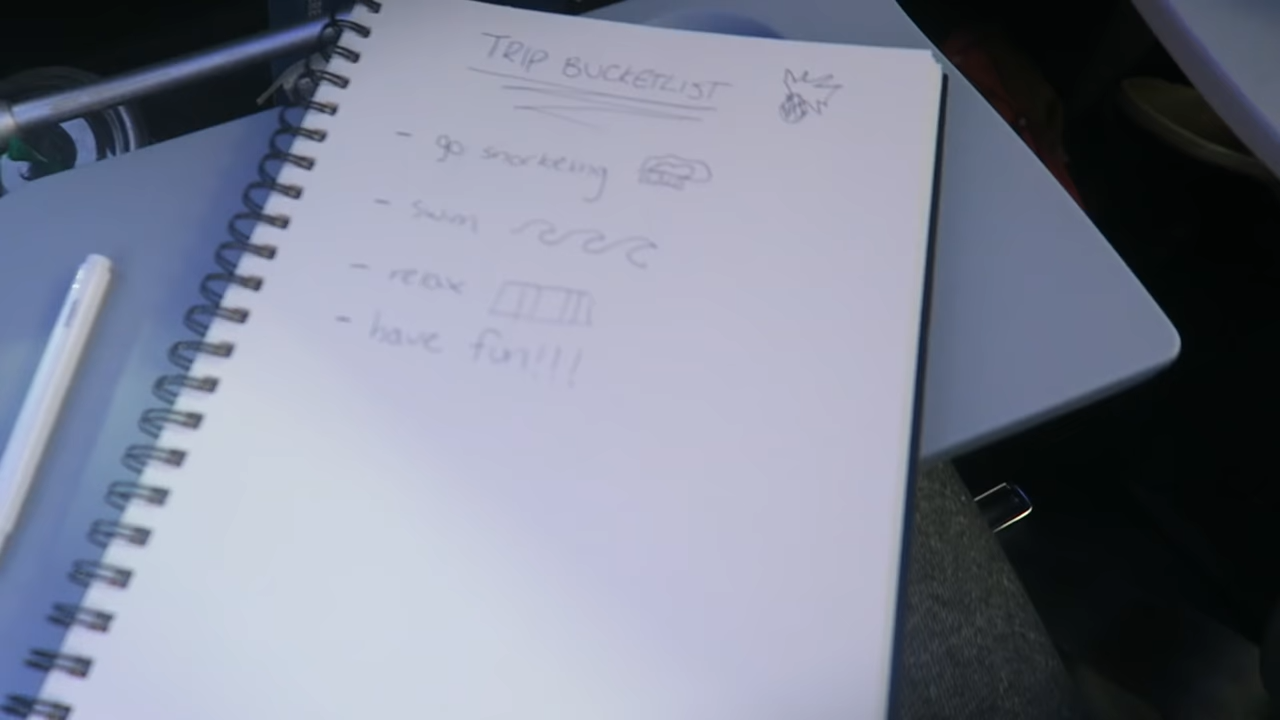 TRIP BUCKETLIST
- go snorkeling
- swim
- relax
- have fun!!!